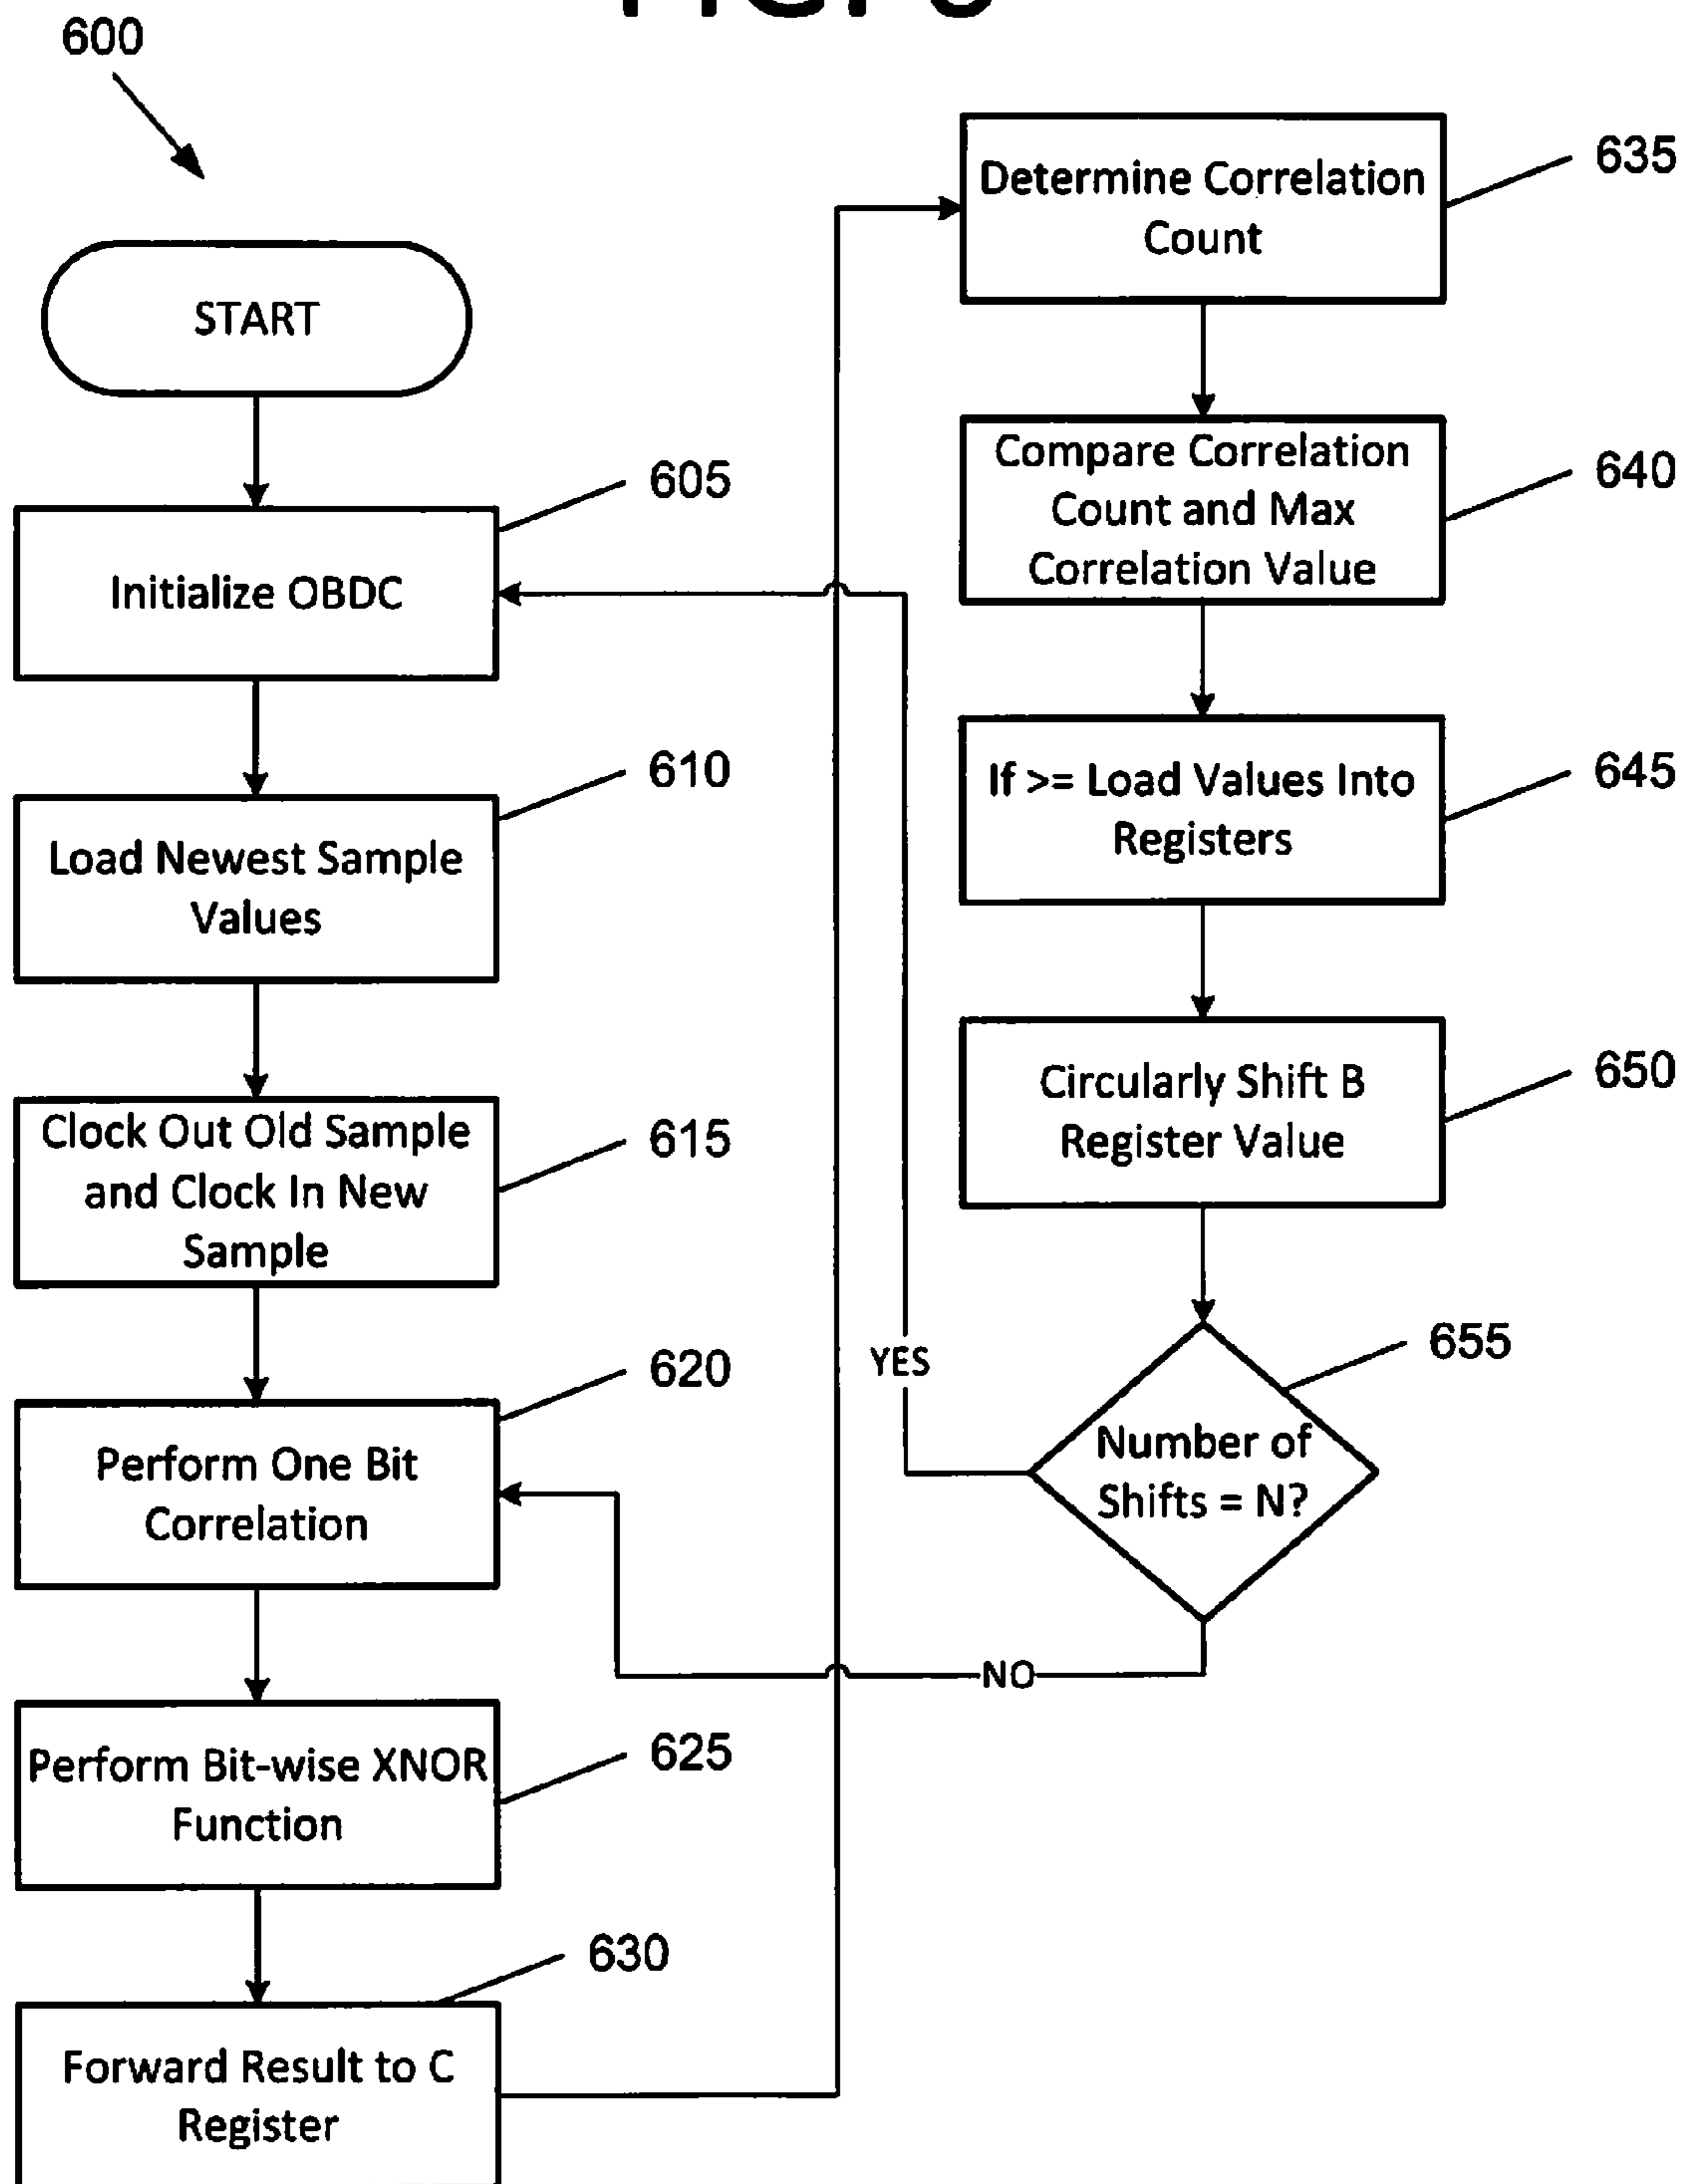 600
START
605
Initialize OBDC
610
Load Newest Sample
Values
615
Clock Out Old Sample
and Clock In New
Sample
620
Perform One Bit
Correlation
625
Perform Bit-wise XNOR
Function
630
Forward Result to C
Register
635
Determine Correlation
Count
640
Compare Correlation
Count and Max
Correlation Value
645
If >= Load Values Into
Registers
650
Circularly Shift B
Register Value
655
Number of
Shifts = N?
YES
NO